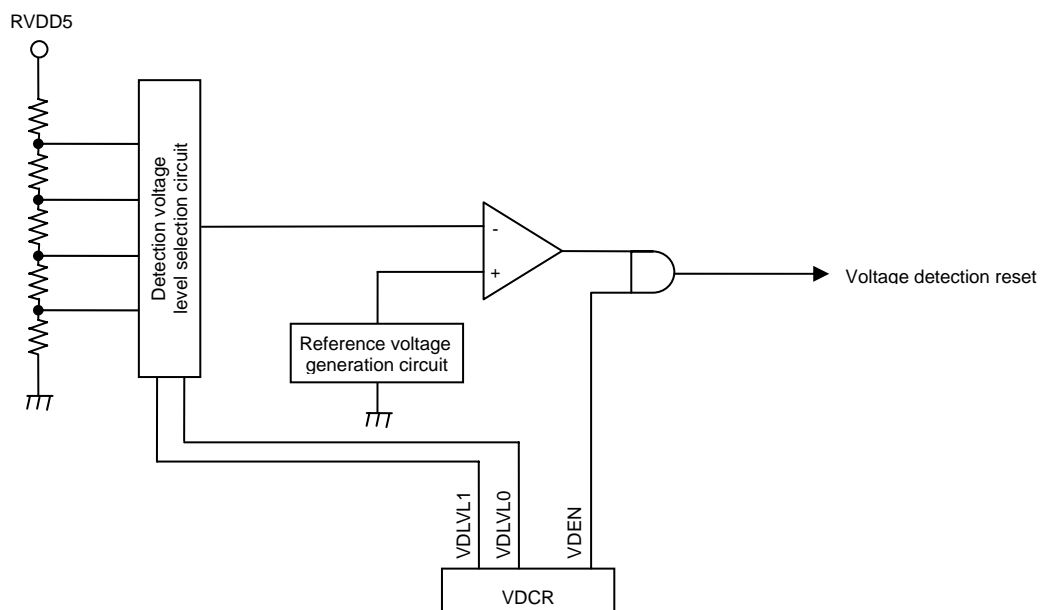 RVDD5
Detection voltage
level selection circuit
-
+
Voltage detection reset
Reference voltage
generation circuit
VDLVL1
VDLVL0
VDEN
VDCR